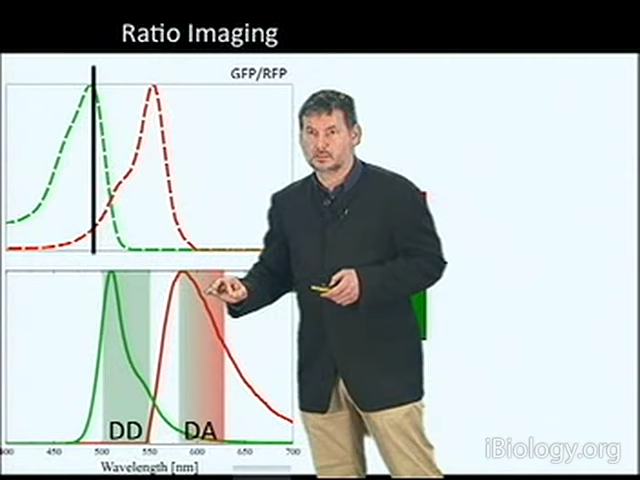 Ratio Imaging
GFP/RFP
DD DA
400 450 500 550 600 650 700
Wavelength [nm]
iBiology.org